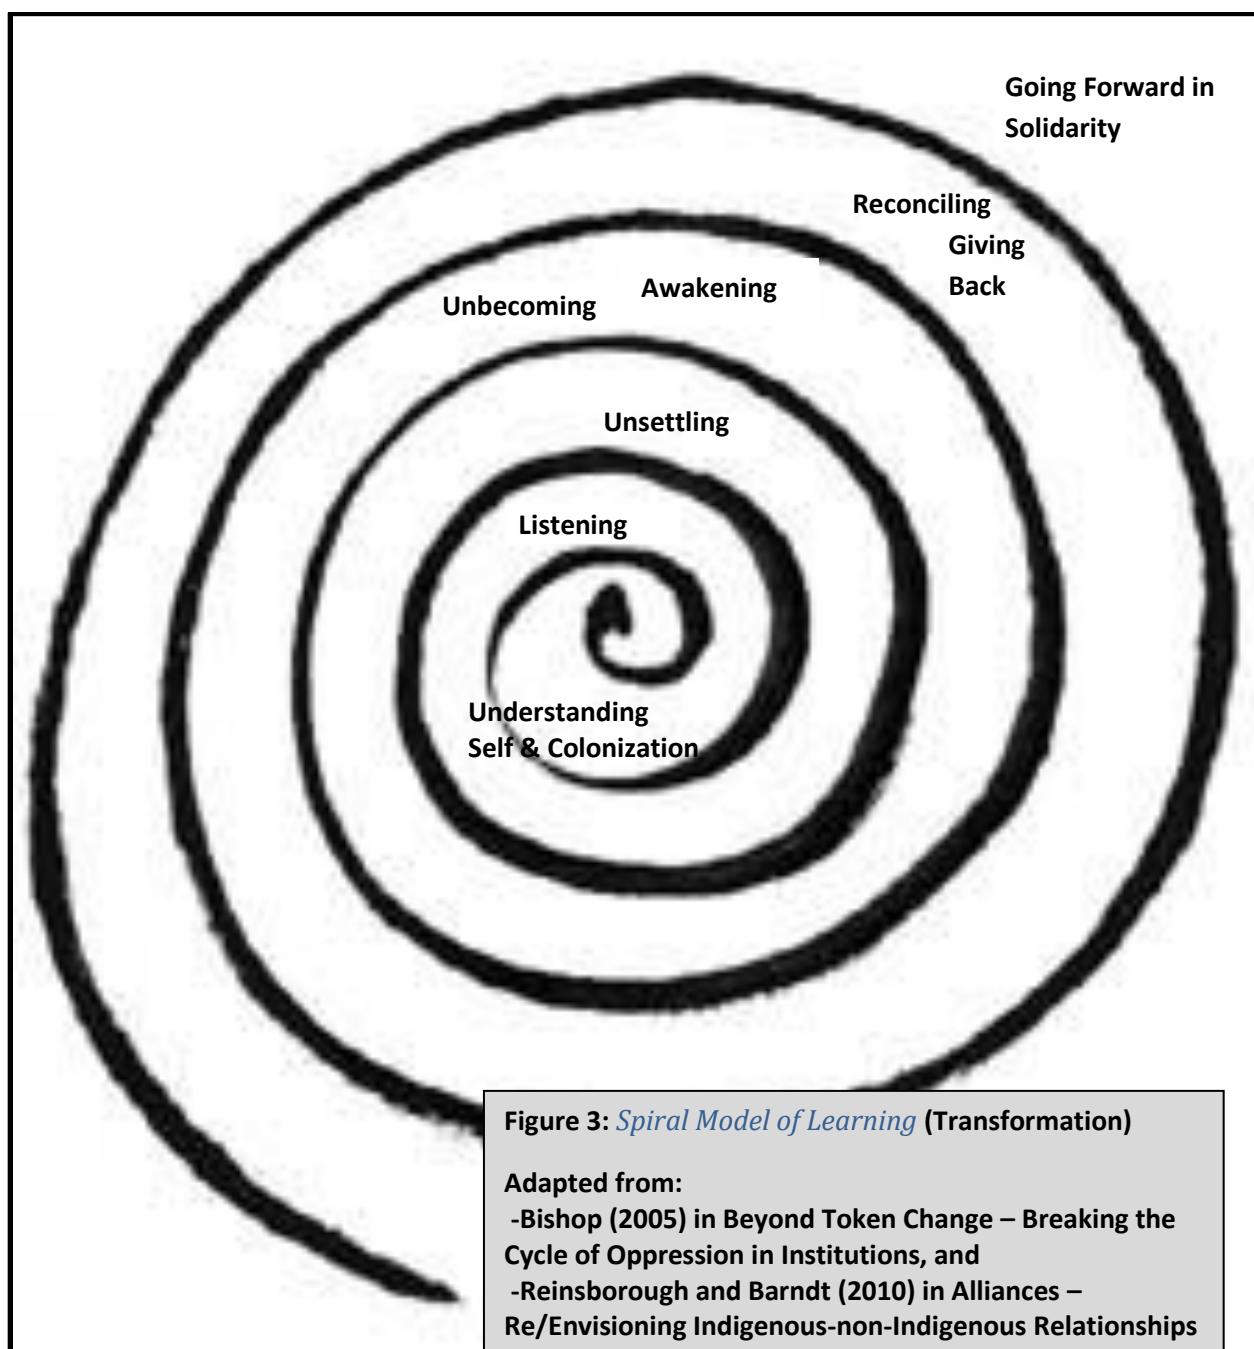 Going Forward in
Solidarity
Reconciling
Giving
Back
Awakening
Unbecoming
Unsettling
Listening
Understanding
Self & Colonization
Figure 3: Spiral Model of Learning (Transformation)
Adapted from:
-Bishop (2005) in Beyond Token Change – Breaking the
Cycle of Oppression in Institutions, and
-Reinsborough and Barndt (2010) in Alliances –
Re/Envisioning Indigenous-non-Indigenous Relationships